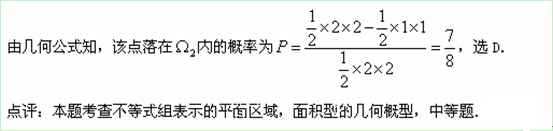 由几何公式知，该点落在Ω₂内的概率为P=(1/2×2×2-1/2×1×1)/(1/2×2×2)=7/8，选 D.
点评：本题考查不等式组表示的平面区域，面积型的几何概型，中等题.